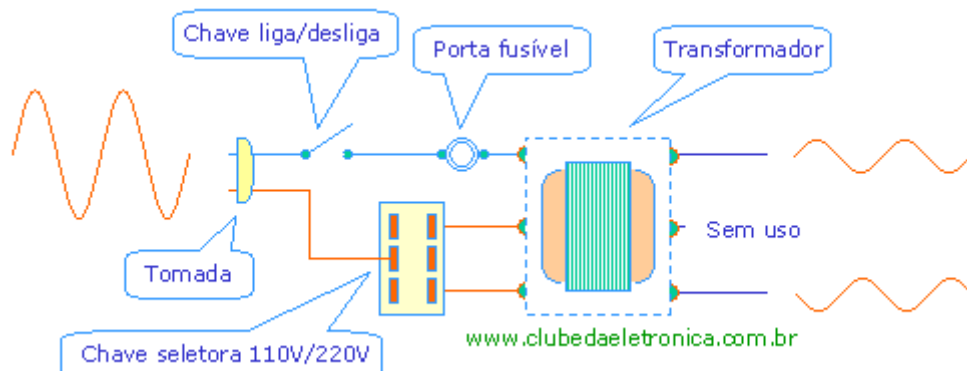 Chave liga/desliga
Porta fusível
Transformador
Sem uso
Tomada
www.clubedaeletronica.com.br
Chave seletora 110V/220V